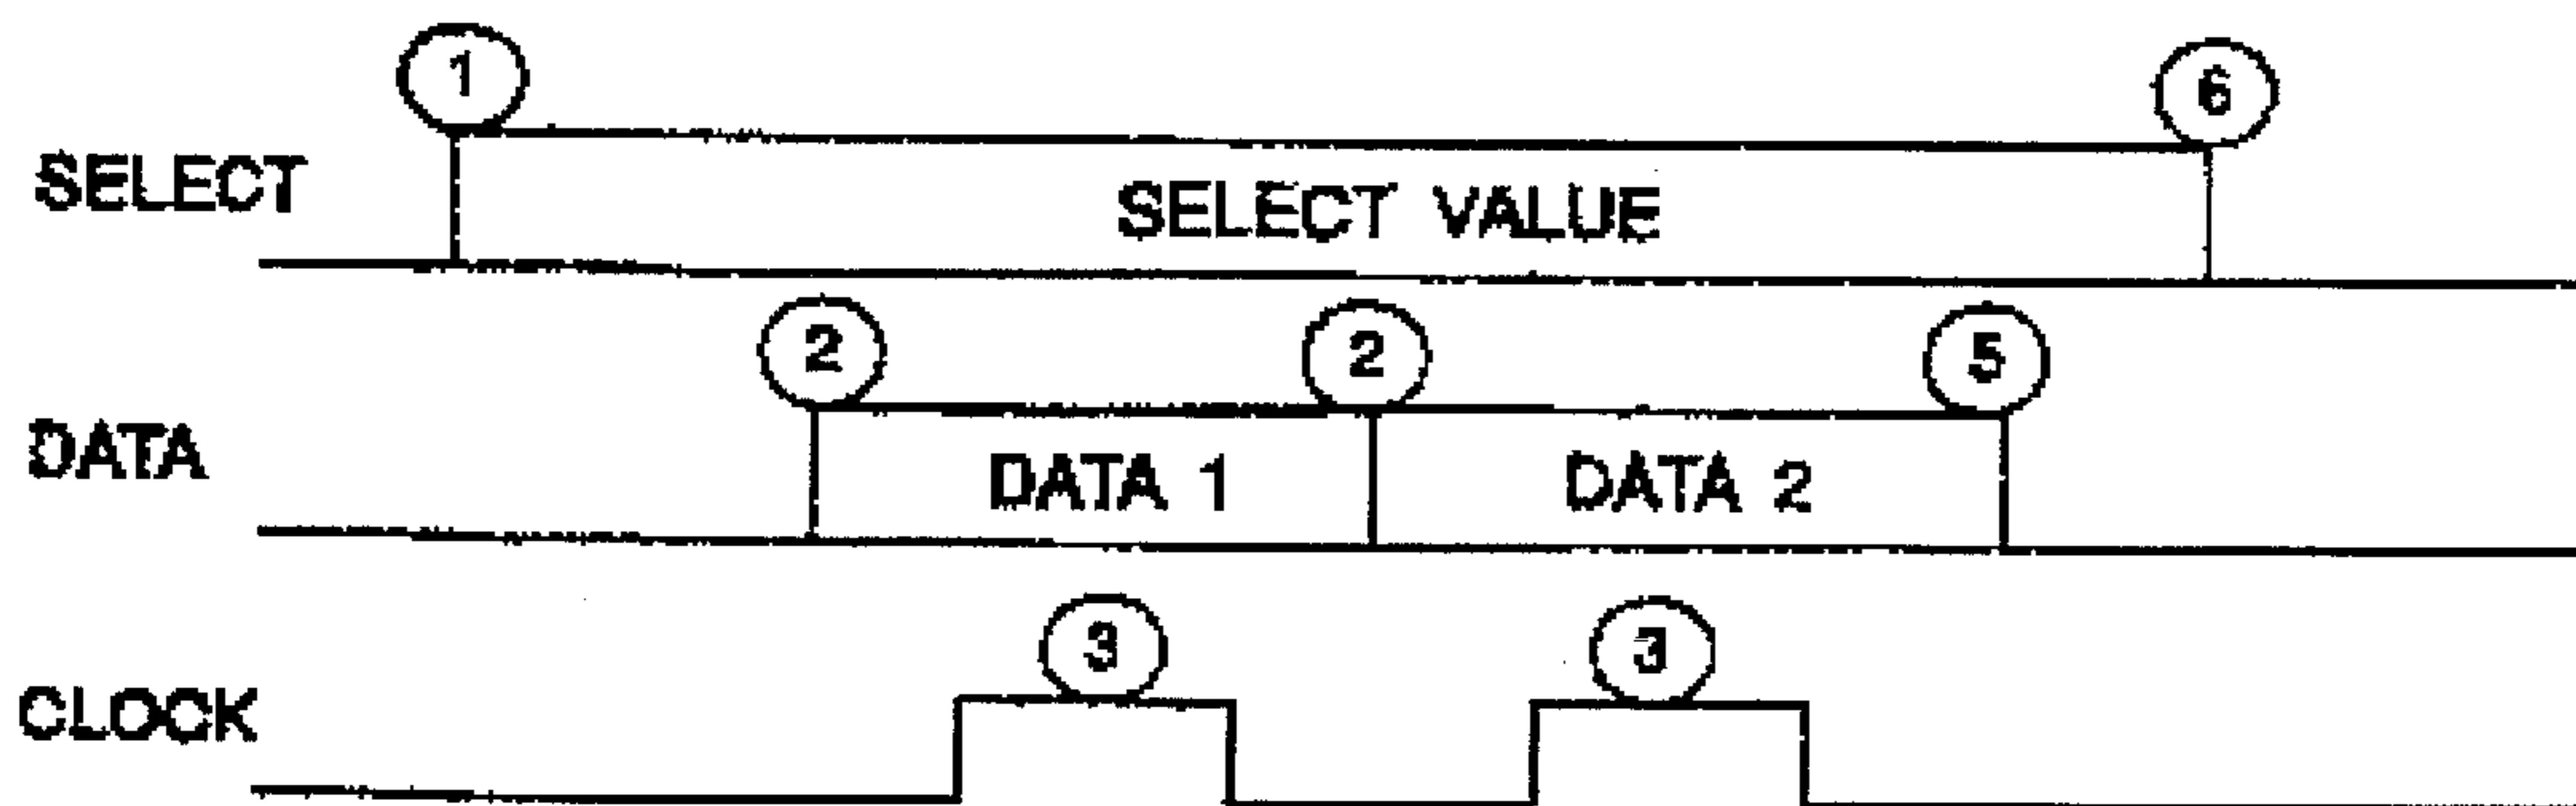 1 6
SELECT SELECT VALUE
2 2 5
DATA DATA 1 DATA 2
3 3
CLOCK